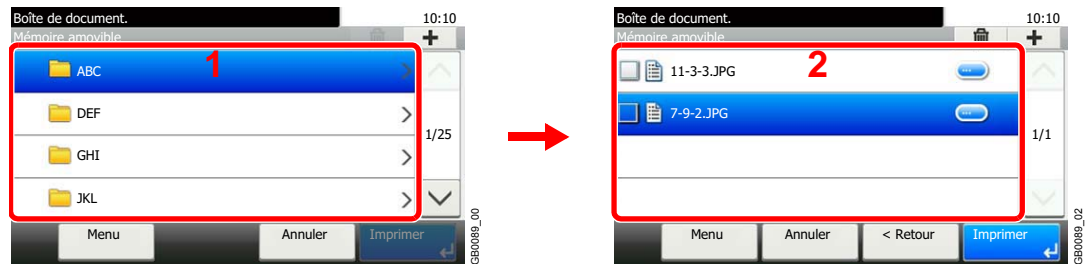 Boîte de document. 10:10
Mémoire amovible
1
ABC
DEF
1/25
GHI
JKL
Menu Annuler Imprimer
GB0089_00
Boîte de document. 10:10
Mémoire amovible
2
11-3-3.JPG
7-9-2.JPG
1/1
Menu Annuler < Retour Imprimer
GB0089_02